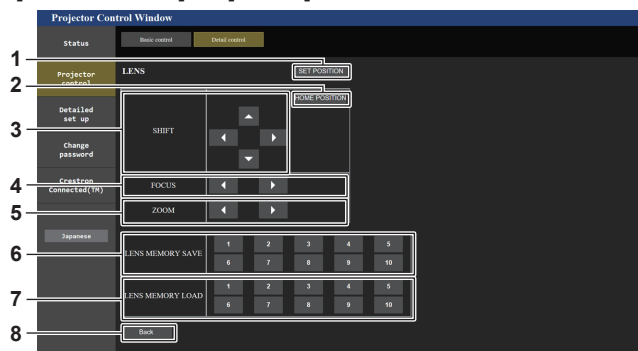 Projector Control Window
Status
Basic control
Detail control
1
LENS
SET POSITION
Projector
control
2
HOME POSITION
Detailed
set up
3
SHIFT
Change
password
4
FOCUS
Crestron
Connected(TM)
5
ZOOM
Japanese
6
LENS MEMORY SAVE
1 2 3 4 5
6 7 8 9 10
7
LENS MEMORY LOAD
1 2 3 4 5
6 7 8 9 10
8
Back